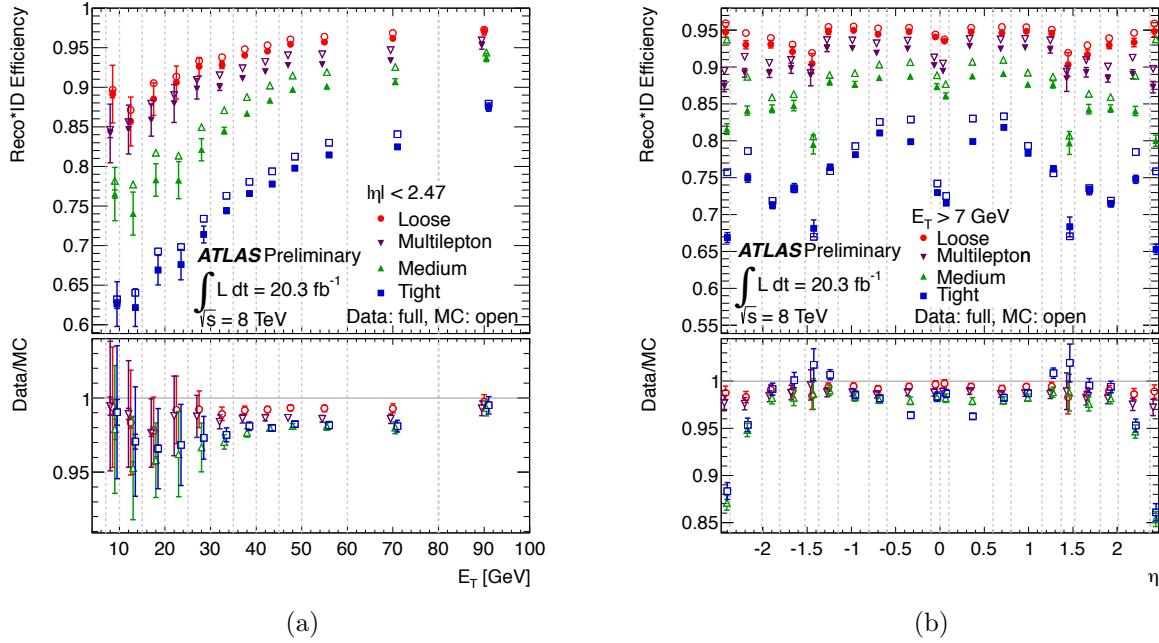 Reco*ID Efficiency
1
0.95
0.9
0.85
0.8
0.75
0.7
0.65
0.6
|η| < 2.47
Loose
Multilepton
Medium
Tight
ATLAS Preliminary
∫ L dt = 20.3 fb⁻¹
√s = 8 TeV
Data: full, MC: open
Data/MC
1
0.95
10 20 30 40 50 60 70 80 90 100
E_T [GeV]
(a)
Reco*ID Efficiency
1
0.95
0.9
0.85
0.8
0.75
0.7
0.65
0.6
0.55
E_T > 7 GeV
Loose
Multilepton
Medium
Tight
ATLAS Preliminary
∫ L dt = 20.3 fb⁻¹
√s = 8 TeV
Data: full, MC: open
Data/MC
1
0.95
0.9
0.85
-2 -1.5 -1 -0.5 0 0.5 1 1.5 2
η
(b)